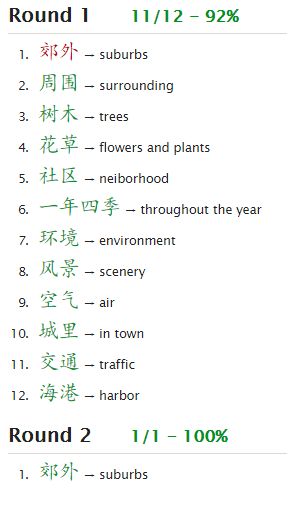 Round 1 11/12 – 92%
1. 郊外 → suburbs
2. 周围 → surrounding
3. 树木 → trees
4. 花草 → flowers and plants
5. 社区 → neiborhood
6. 一年四季 → throughout the year
7. 环境 → environment
8. 风景 → scenery
9. 空气 → air
10. 城里 → in town
11. 交通 → traffic
12. 海港 → harbor
Round 2 1/1 – 100%
1. 郊外 → suburbs